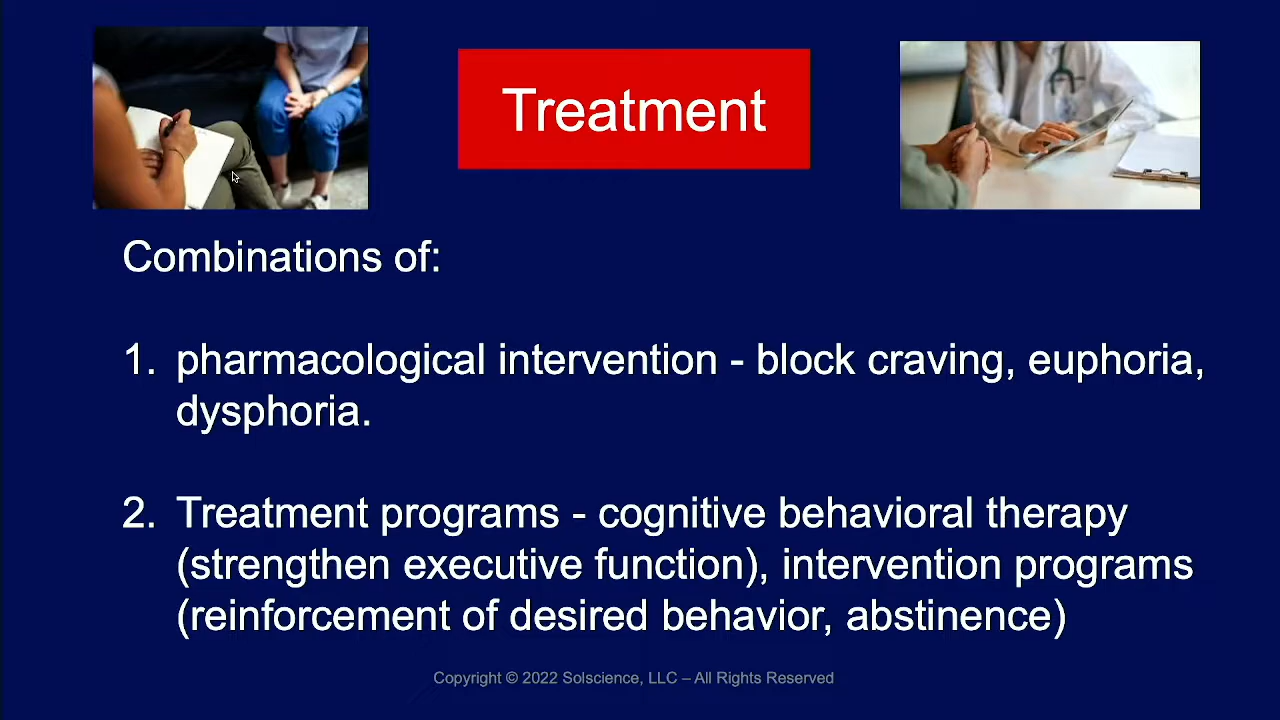 Treatment
Combinations of:
1. pharmacological intervention - block craving, euphoria,
dysphoria.
2. Treatment programs - cognitive behavioral therapy
(strengthen executive function), intervention programs
(reinforcement of desired behavior, abstinence)
Copyright © 2022 Solscience, LLC – All Rights Reserved